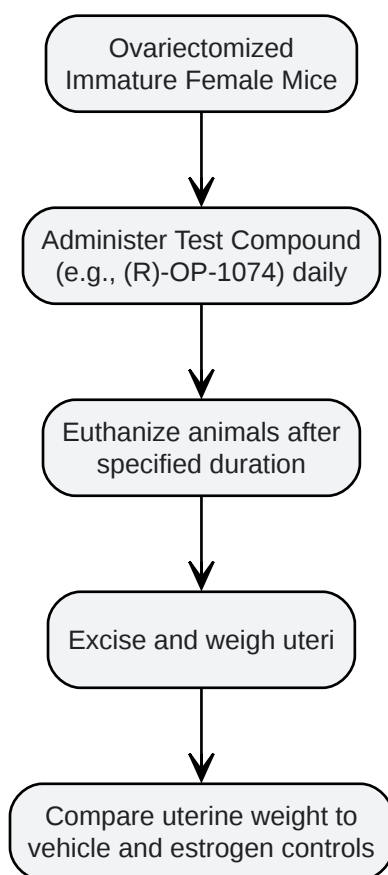 Ovariectomized
Immature Female Mice
Administer Test Compound
(e.g., (R)-OP-1074) daily
Euthanize animals after
specified duration
Excise and weigh uteri
Compare uterine weight to
vehicle and estrogen controls